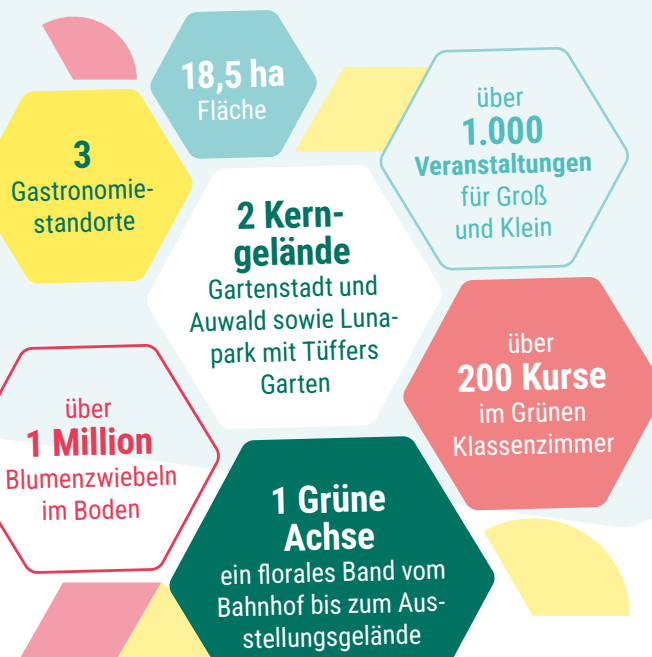 18,5 ha
Fläche
3
Gastronomie-
standorte
über
1.000
Veranstaltungen
für Groß
und Klein
2 Kern-
gelände
Gartenstadt und
Auwald sowie Luna-
park mit Tüffers
Garten
über
200 Kurse
im Grünen
Klassenzimmer
über
1 Million
Blumenzwiebeln
im Boden
1 Grüne
Achse
ein florales Band vom
Bahnhof bis zum Aus-
stellungsgelände